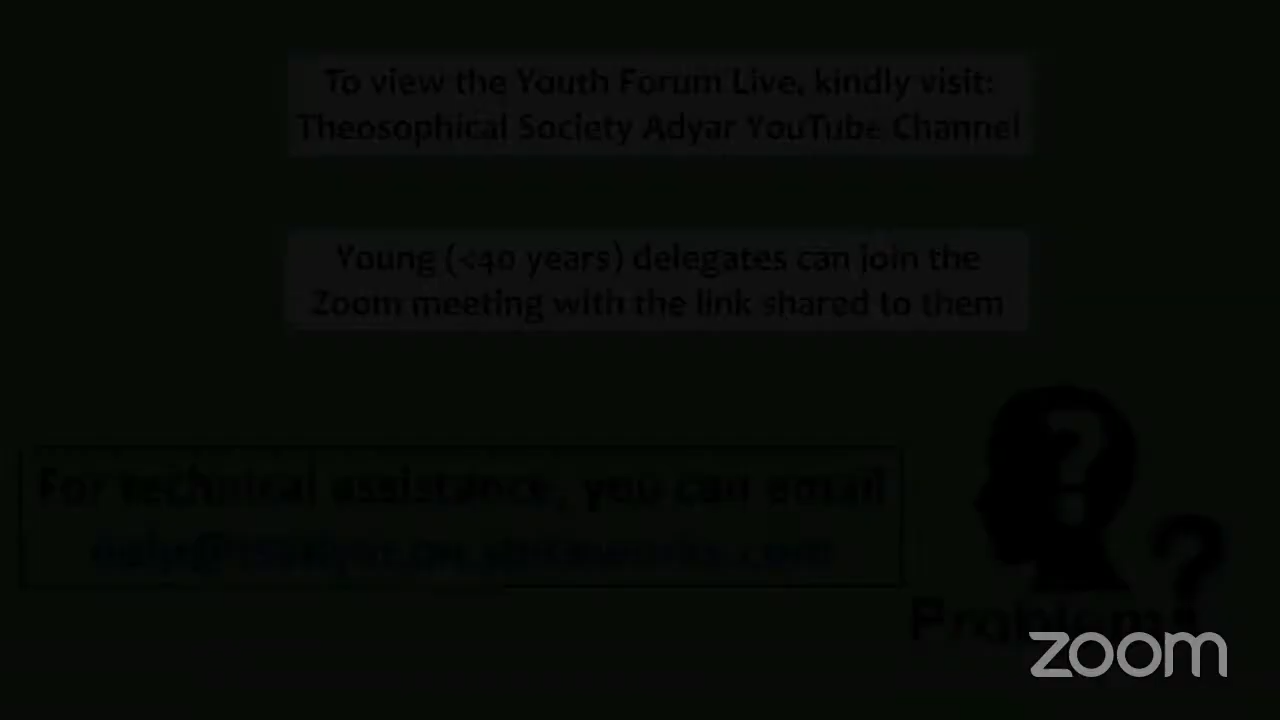 To view the Youth Forum Live, kindly visit:
Theosophical Society Adyar YouTube Channel
Young (<40 years) delegates can join the
Zoom meeting with the link shared to them
For technical assistance, you can email
Problems
zoom